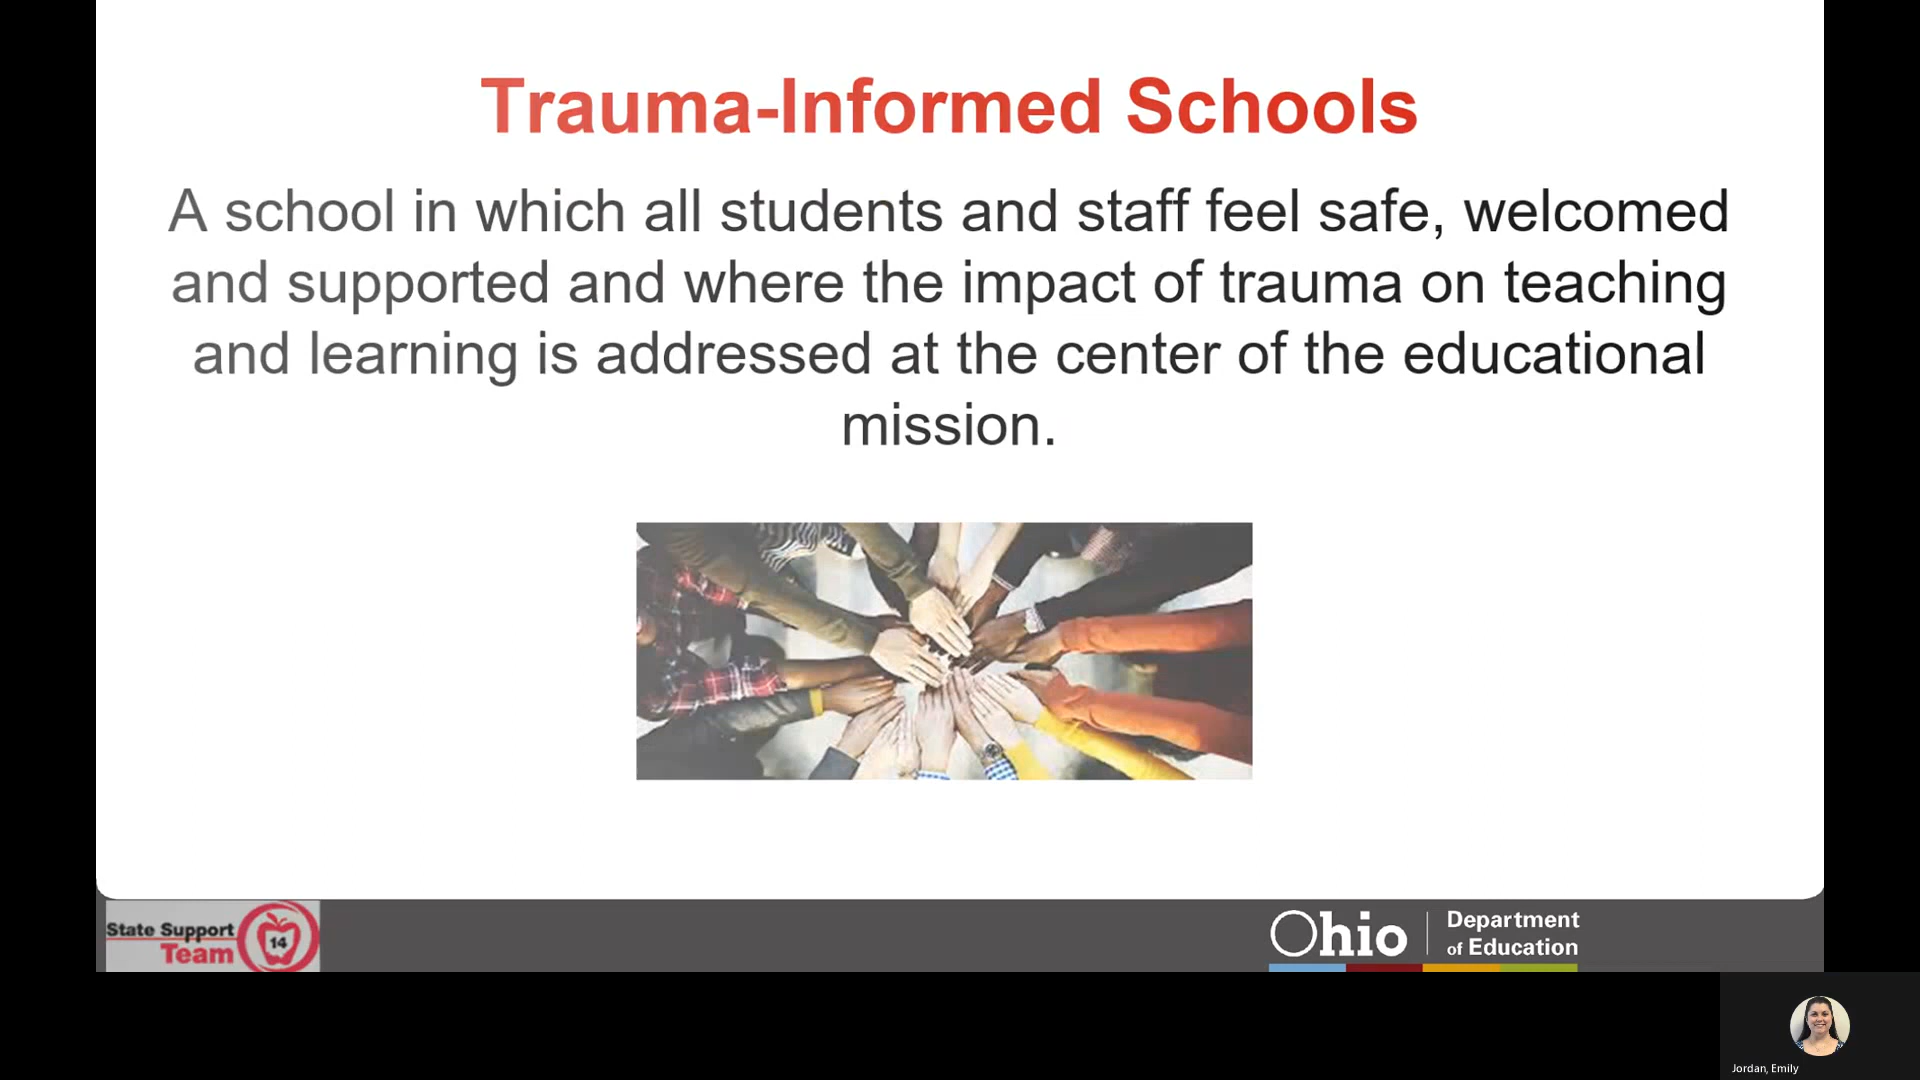 Trauma-Informed Schools
A school in which all students and staff feel safe, welcomed
and supported and where the impact of trauma on teaching
and learning is addressed at the center of the educational
mission.
State Support
Team
14
Ohio
Department
of Education
Jordan, Emily